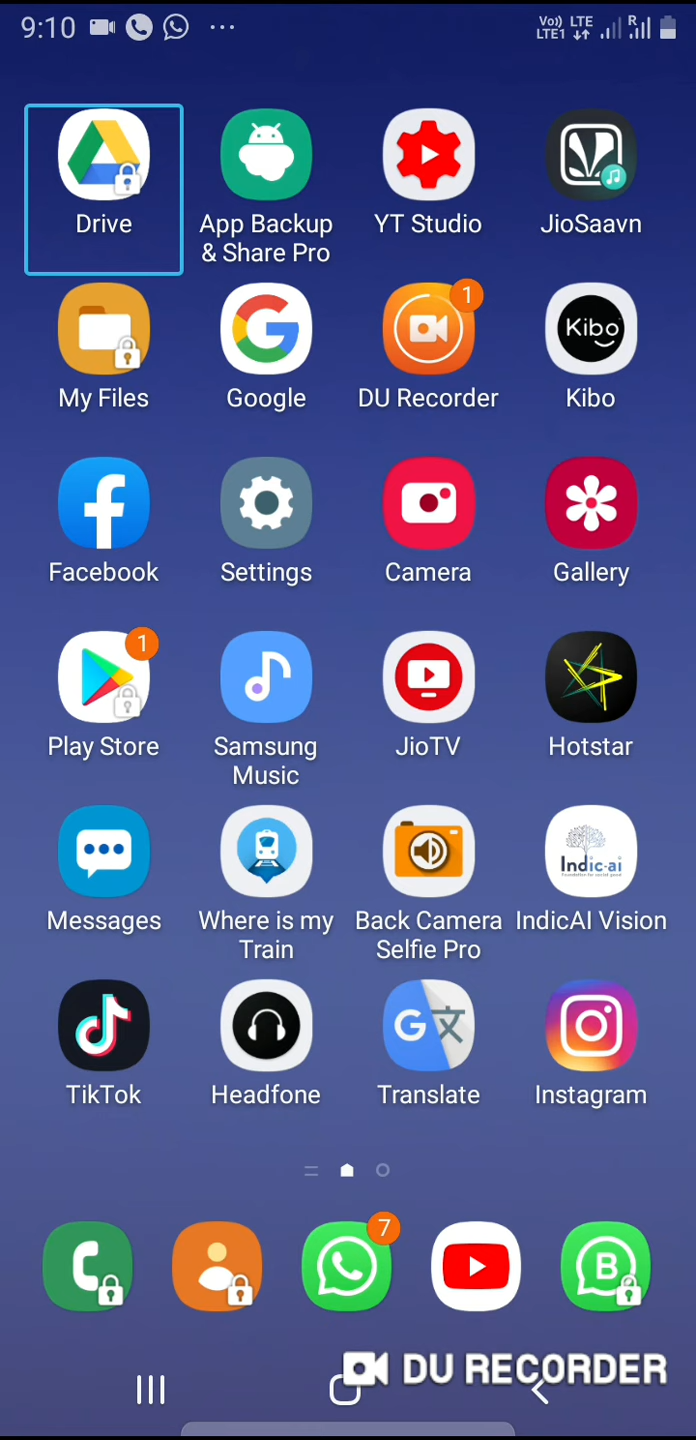 9:10
Vo)) LTE
LTE1
R
Drive
App Backup
& Share Pro
YT Studio
JioSaavn
1
Kibo
My Files
Google
DU Recorder
Kibo
Facebook
Settings
Camera
Gallery
1
Play Store
Samsung
Music
JioTV
Hotstar
Indic-ai
Messages
Where is my
Train
Back Camera
Selfie Pro
IndicAI Vision
G 文
TikTok
Headfone
Translate
Instagram
7
B
DU RECORDER